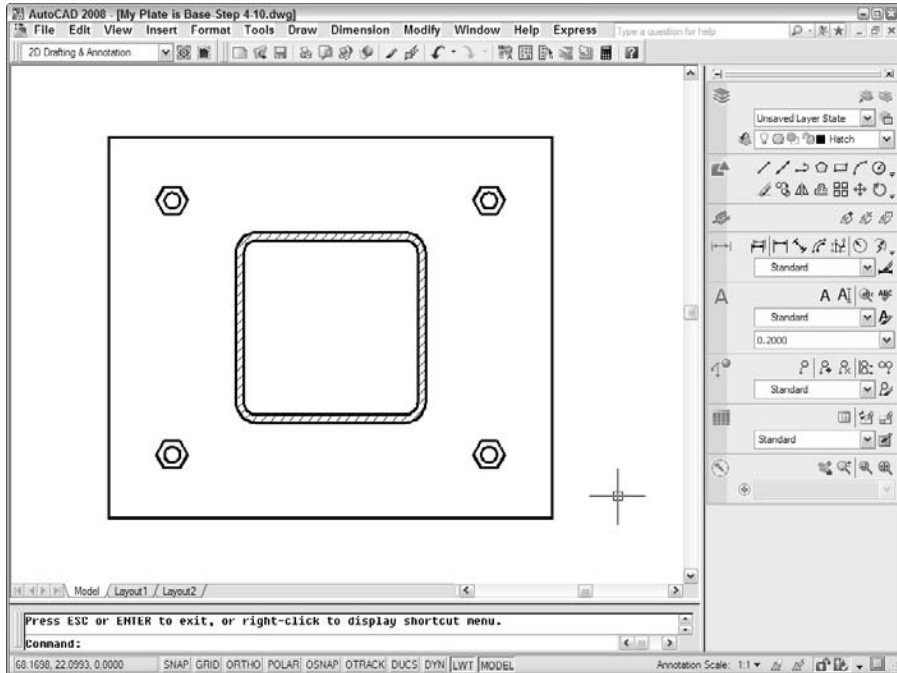 AutoCAD 2008 - [My Plate is Base-Step 4-10.dwg]
File Edit View Insert Format Tools Draw Dimension Modify Window Help Express Type a question for help
2D Drafting & Annotation
Unsaved Layer State
Hatch
Standard
A A AI ABC
Standard A
0.2000
Standard
Standard
Model Layout1 Layout2
Press ESC or ENTER to exit, or right-click to display shortcut menu.
Command:
68.1698, 22.0993, 0.0000 SNAP GRID ORTHO POLAR OSNAP OTRACK DUCS DYN LWT MODEL Annotation Scale: 1:1